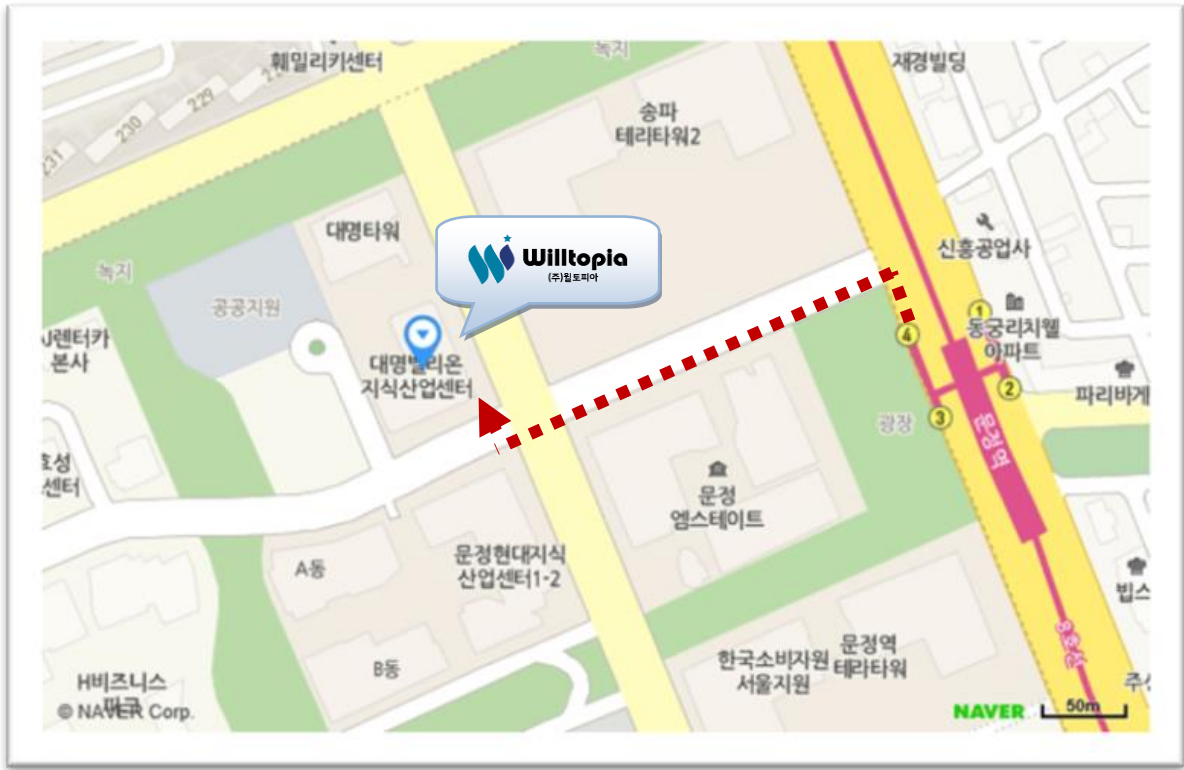 훼밀리키센터
녹지
재경빌딩
229
230
231
송파
테리타워2
대명타워
Willtopia
(주)윌토피아
신흥공업사
녹지
공공지원
1
동궁리치웰
아파트
4
렌터카
본사
대명벨리온
지식산업센터
2
파리바게
3
광장
문정역
효성
센터
문정
엠스테이트
A동
문정현대지식
산업센터1-2
빕스
8호선
B동
한국소비자원
서울지원
문정역
테라타워
H비즈니스
파크
© NAVER Corp.
NAVER
50m